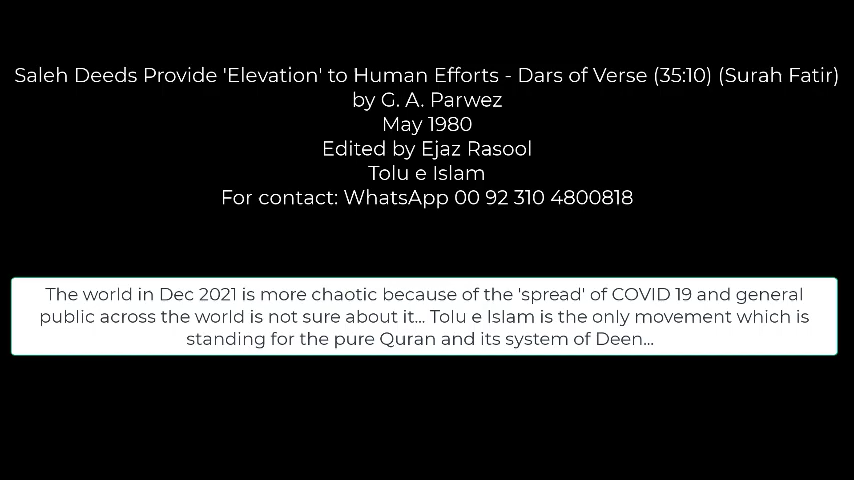 Saleh Deeds Provide 'Elevation' to Human Efforts - Dars of Verse (35:10) (Surah Fatir)
by G. A. Parwez
May 1980
Edited by Ejaz Rasool
Tolu e Islam
For contact: WhatsApp 00 92 310 4800818
The world in Dec 2021 is more chaotic because of the 'spread' of COVID 19 and general
public across the world is not sure about it... Tolu e Islam is the only movement which is
standing for the pure Quran and its system of Deen...